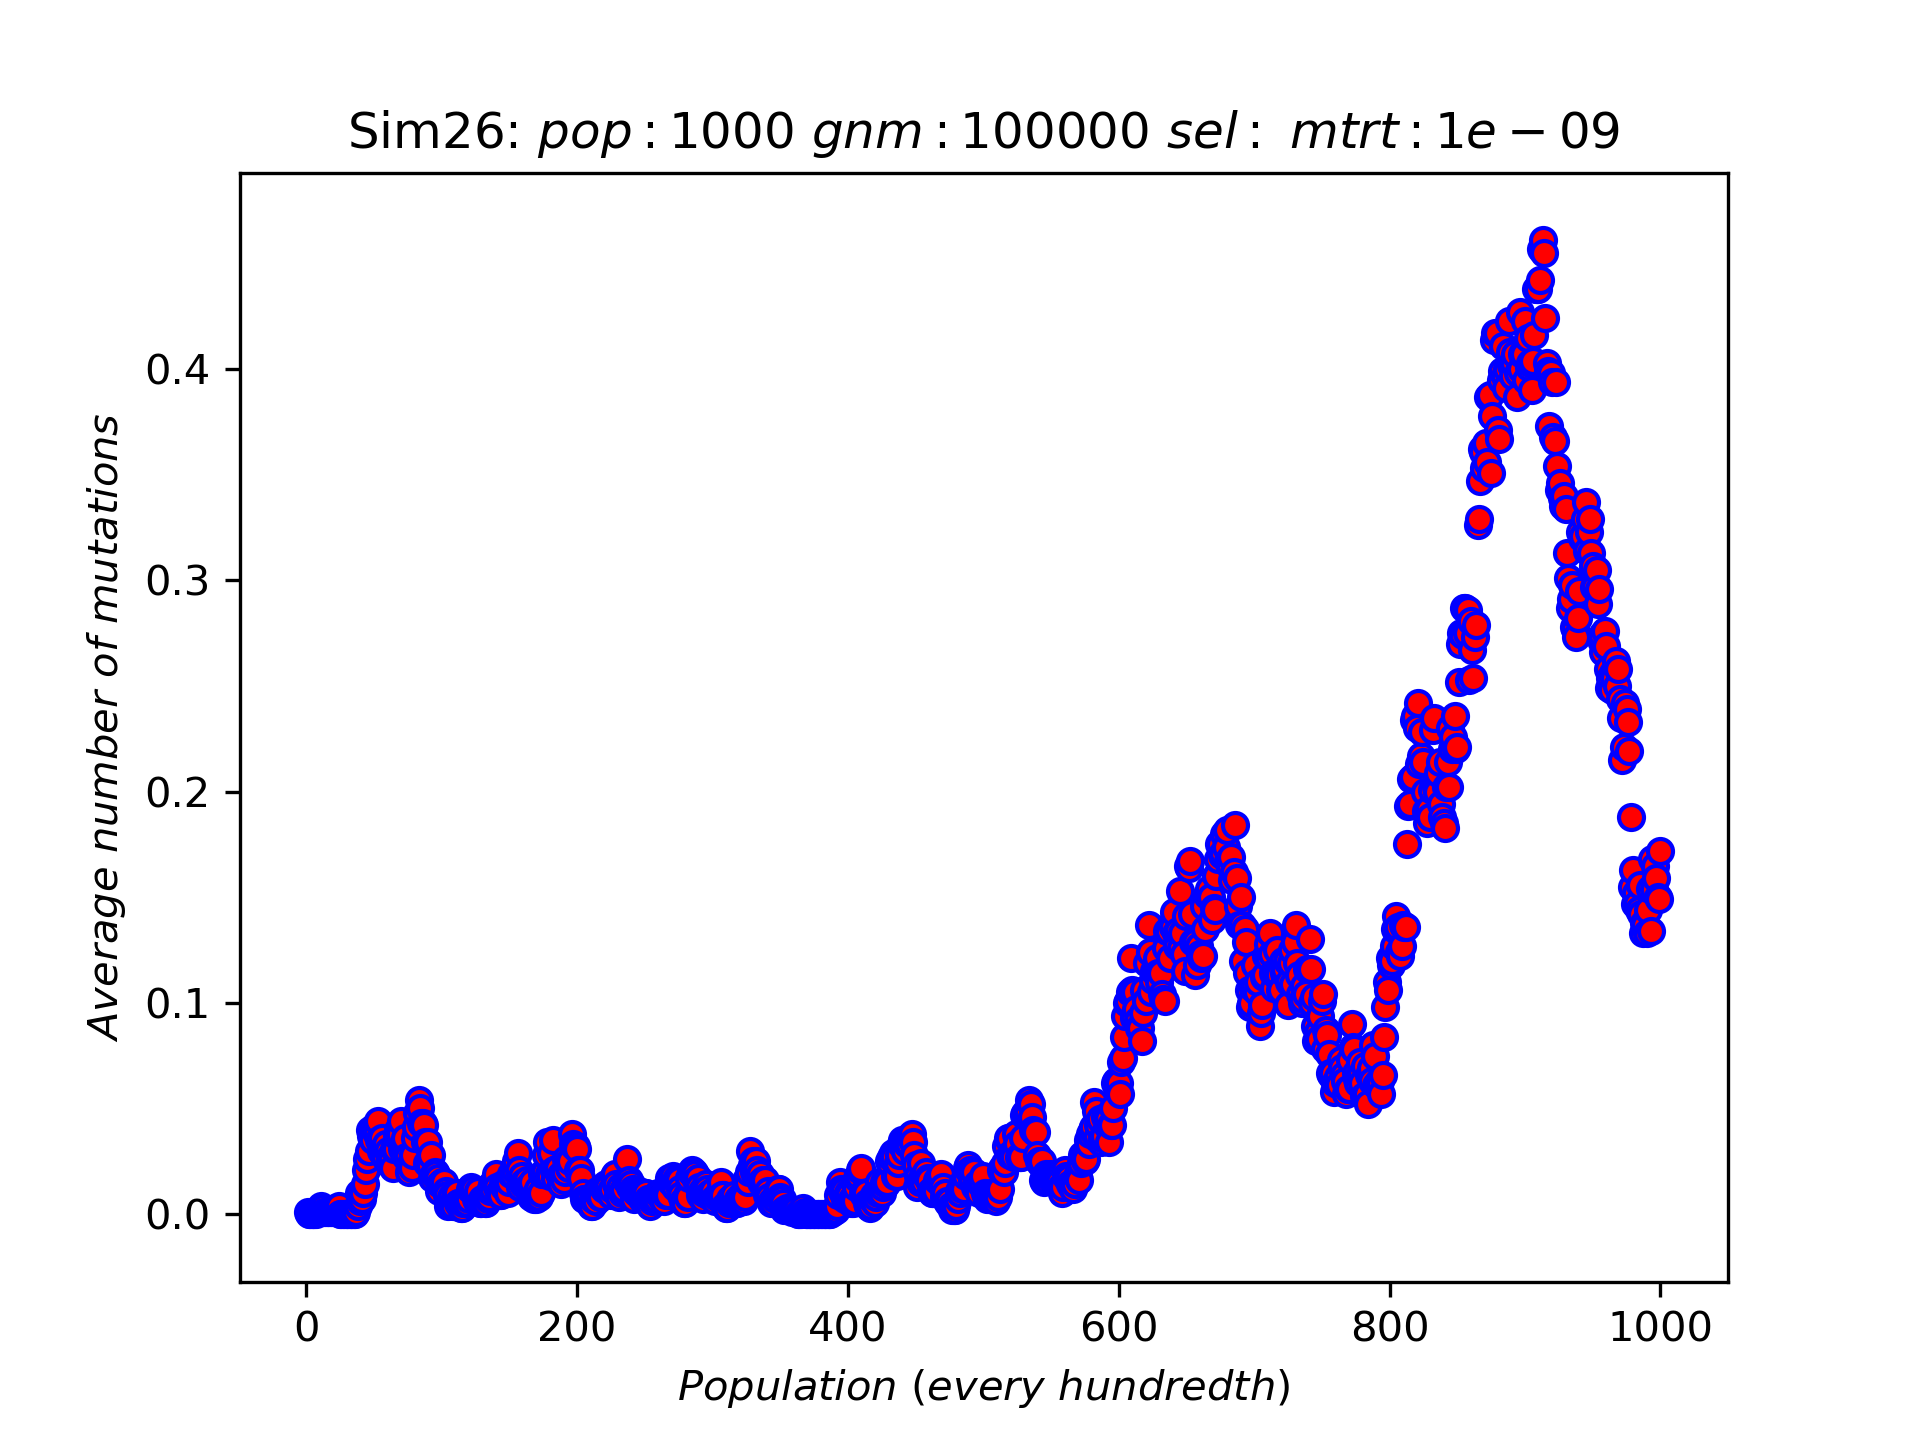 Sim26: pop : 1000 gnm : 100000 sel : mtrt : 1e − 09
Average number of mutations
0.4
0.3
0.2
0.1
0.0
0 200 400 600 800 1000
Population (every hundredth)